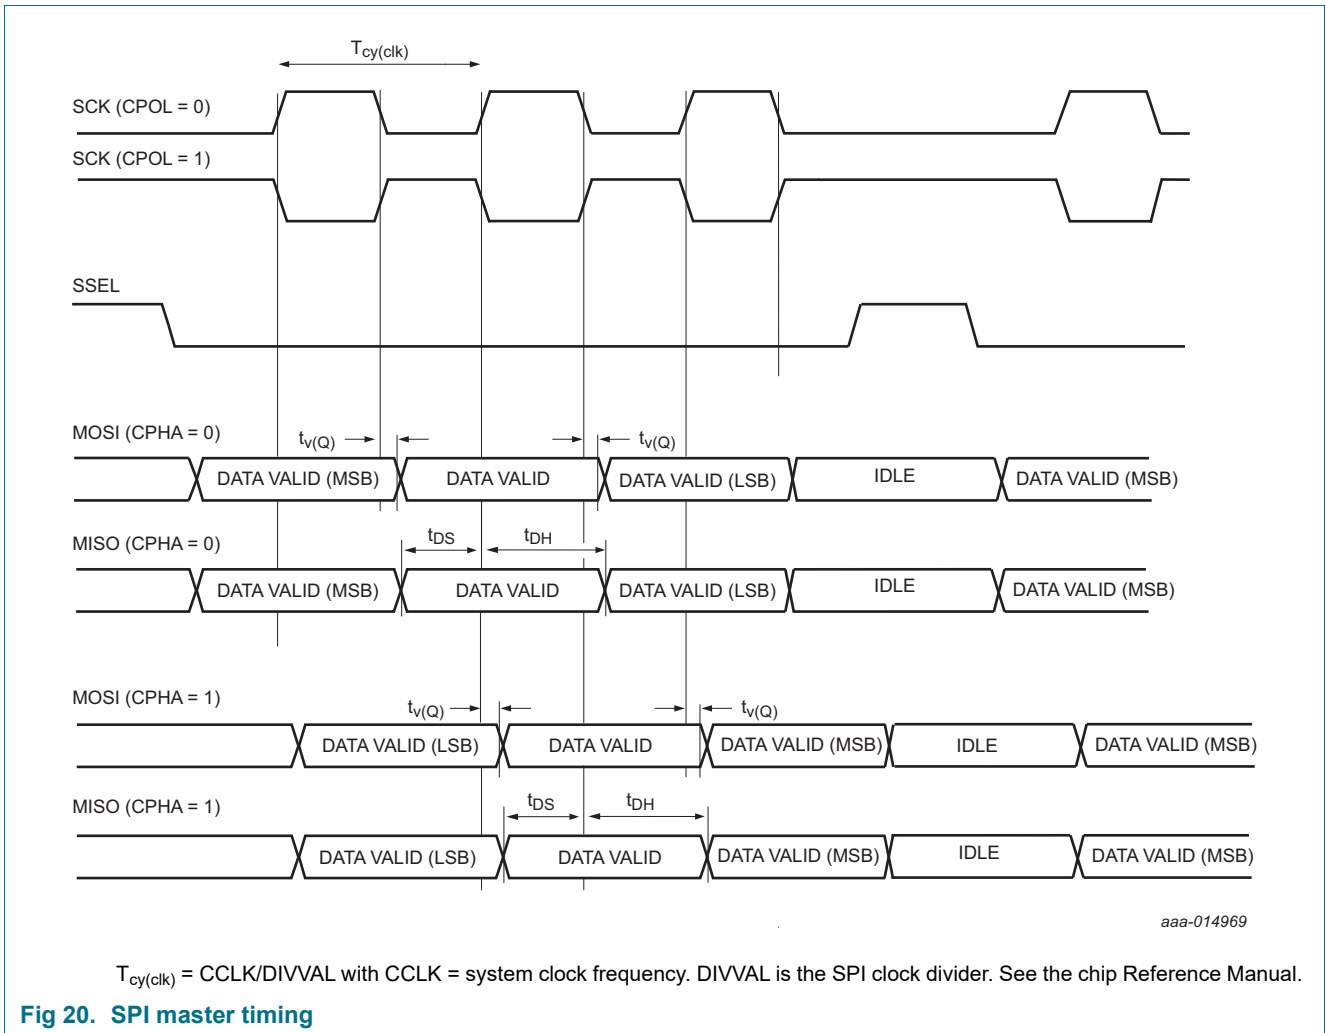 Tcy(clk)
SCK (CPOL = 0)
SCK (CPOL = 1)
SSEL
MOSI (CPHA = 0)
tv(Q) tv(Q)
DATA VALID (MSB) DATA VALID DATA VALID (LSB) IDLE DATA VALID (MSB)
MISO (CPHA = 0)
tDS tDH
DATA VALID (MSB) DATA VALID DATA VALID (LSB) IDLE DATA VALID (MSB)
MOSI (CPHA = 1)
tv(Q) tv(Q)
DATA VALID (LSB) DATA VALID DATA VALID (MSB) IDLE DATA VALID (MSB)
MISO (CPHA = 1)
tDS tDH
DATA VALID (LSB) DATA VALID DATA VALID (MSB) IDLE DATA VALID (MSB)
aaa-014969
Tcy(clk) = CCLK/DIVVAL with CCLK = system clock frequency. DIVVAL is the SPI clock divider. See the chip Reference Manual.
Fig 20. SPI master timing